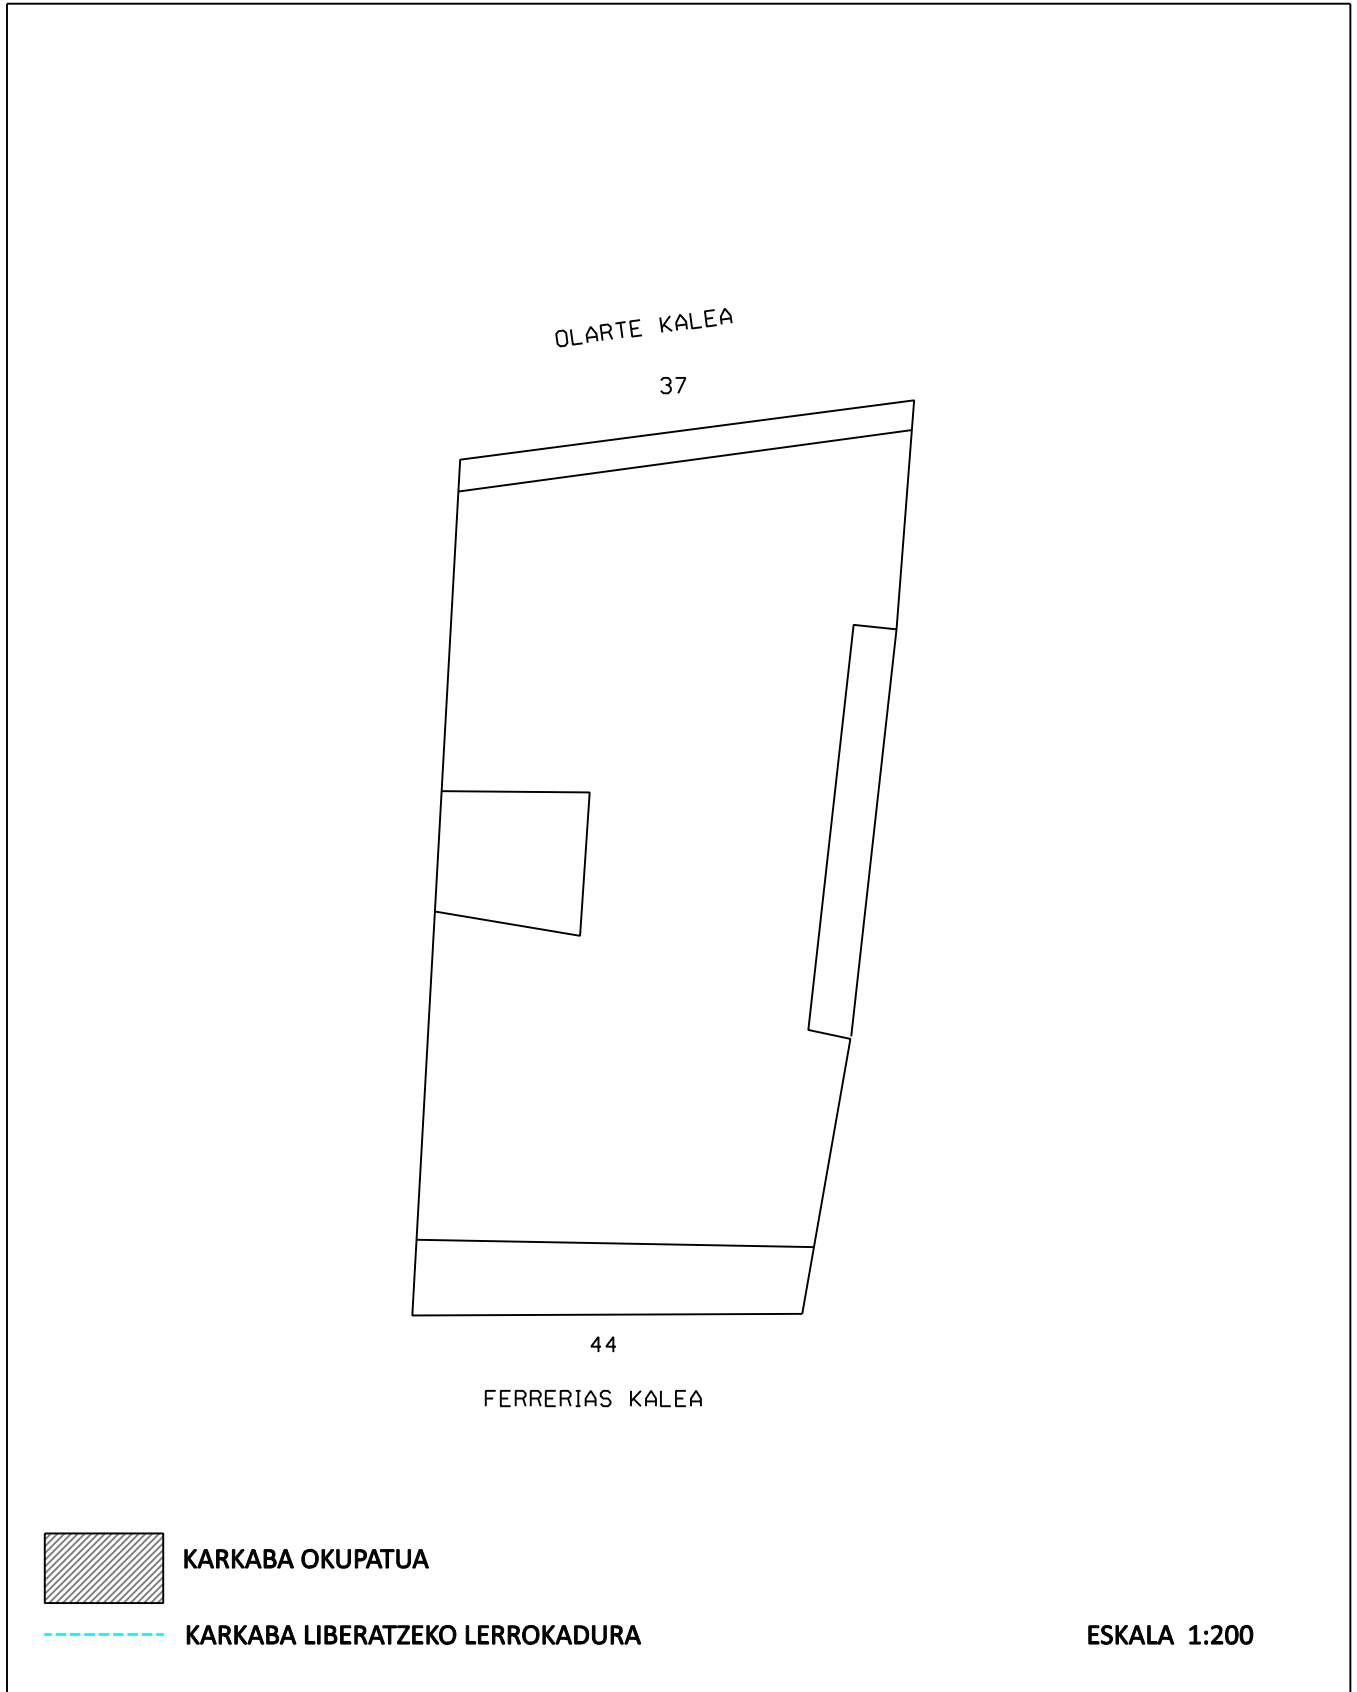 OLARTE KALEA
37
44
FERRERIAS KALEA
KARKABA OKUPATUA
KARKABA LIBERATZEKO LERROKADURA
ESKALA 1:200